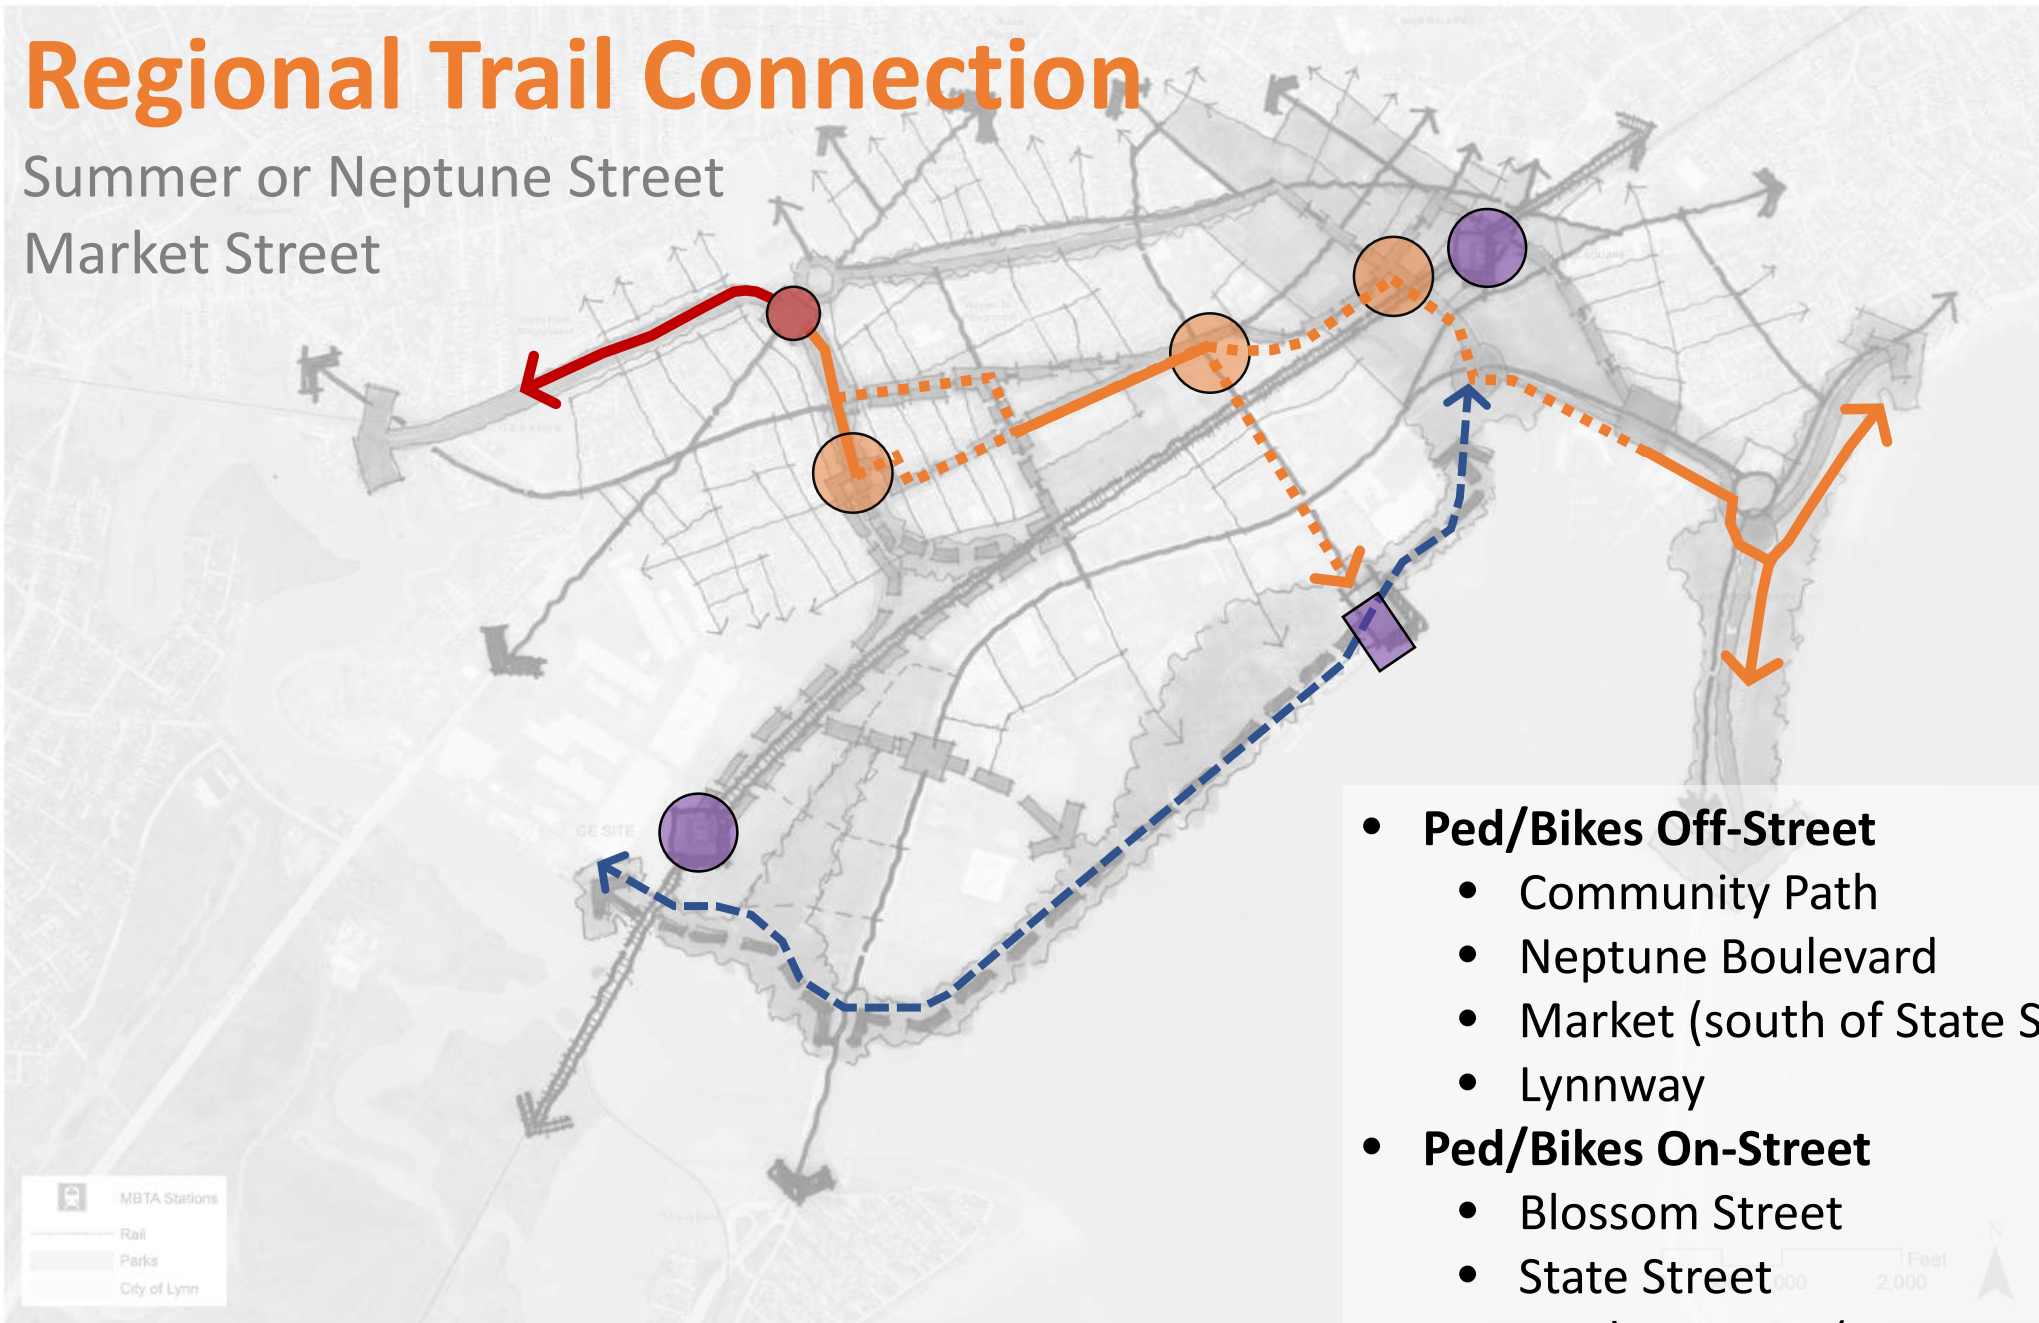 Regional Trail Connection
Summer or Neptune Street
Market Street
GE SITE
• Ped/Bikes Off-Street
• Community Path
• Neptune Boulevard
• Market (south of State S
• Lynnway
• Ped/Bikes On-Street
• Blossom Street
• State Street
MBTA Stations
Rail
Parks
City of Lynn
N
Feet
2,000